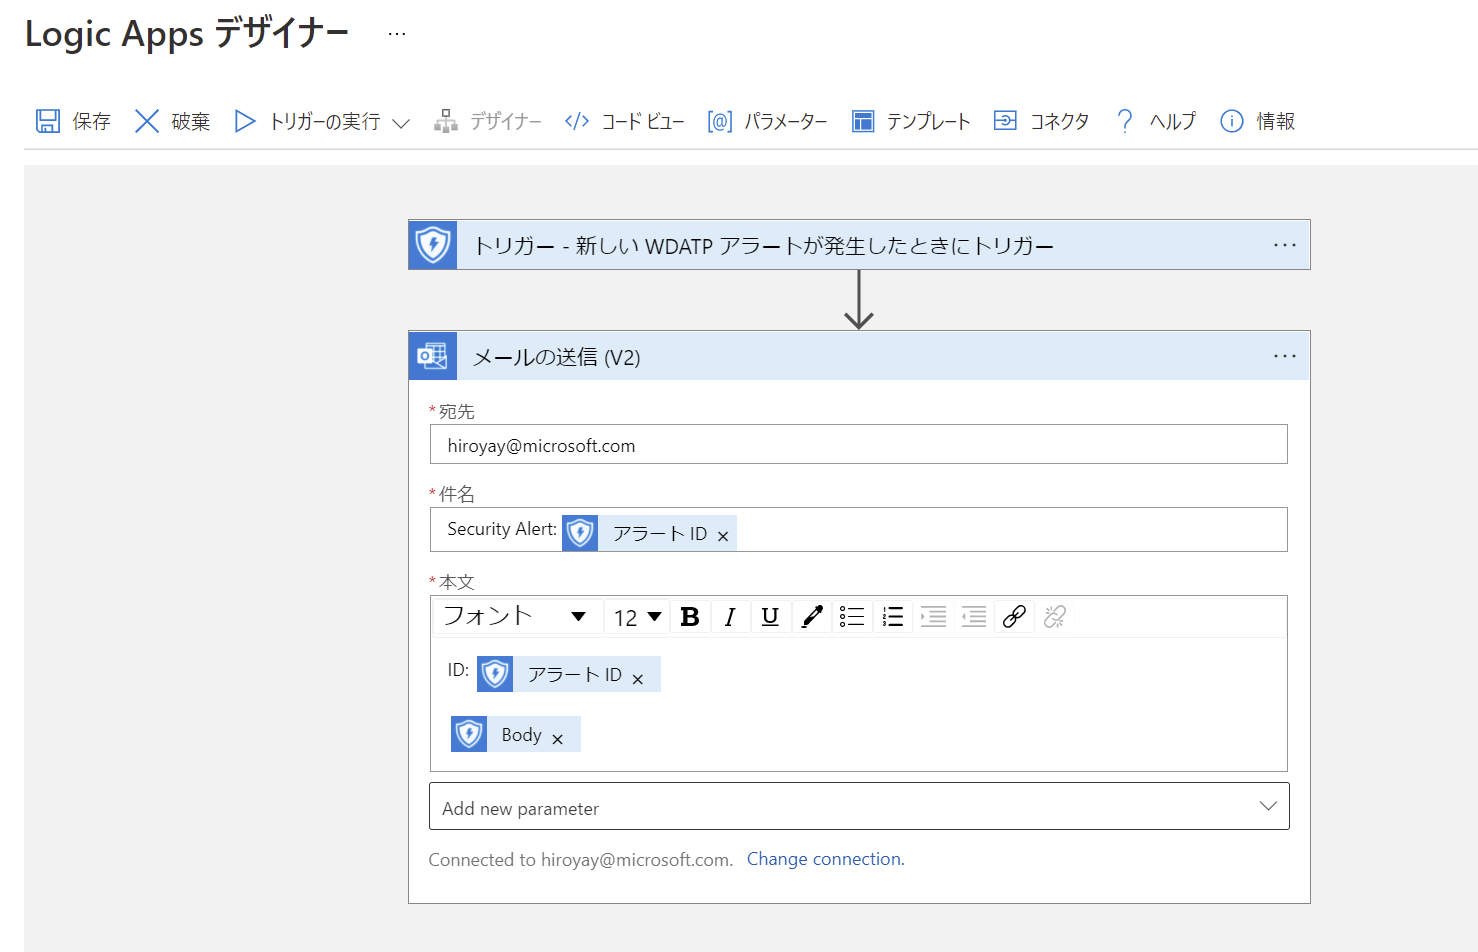 Logic Apps デザイナー ...
保存 破棄 トリガーの実行 デザイナー </> コード ビュー [@] パラメーター テンプレート コネクタ ? ヘルプ 情報
トリガー - 新しい WDATP アラートが発生したときにトリガー ...
メールの送信 (V2) ...
*宛先
hiroyay@microsoft.com
*件名
Security Alert: アラート ID ×
*本文
フォント 12 B I U
ID: アラート ID ×
Body ×
Add new parameter
Connected to hiroyay@microsoft.com. Change connection.